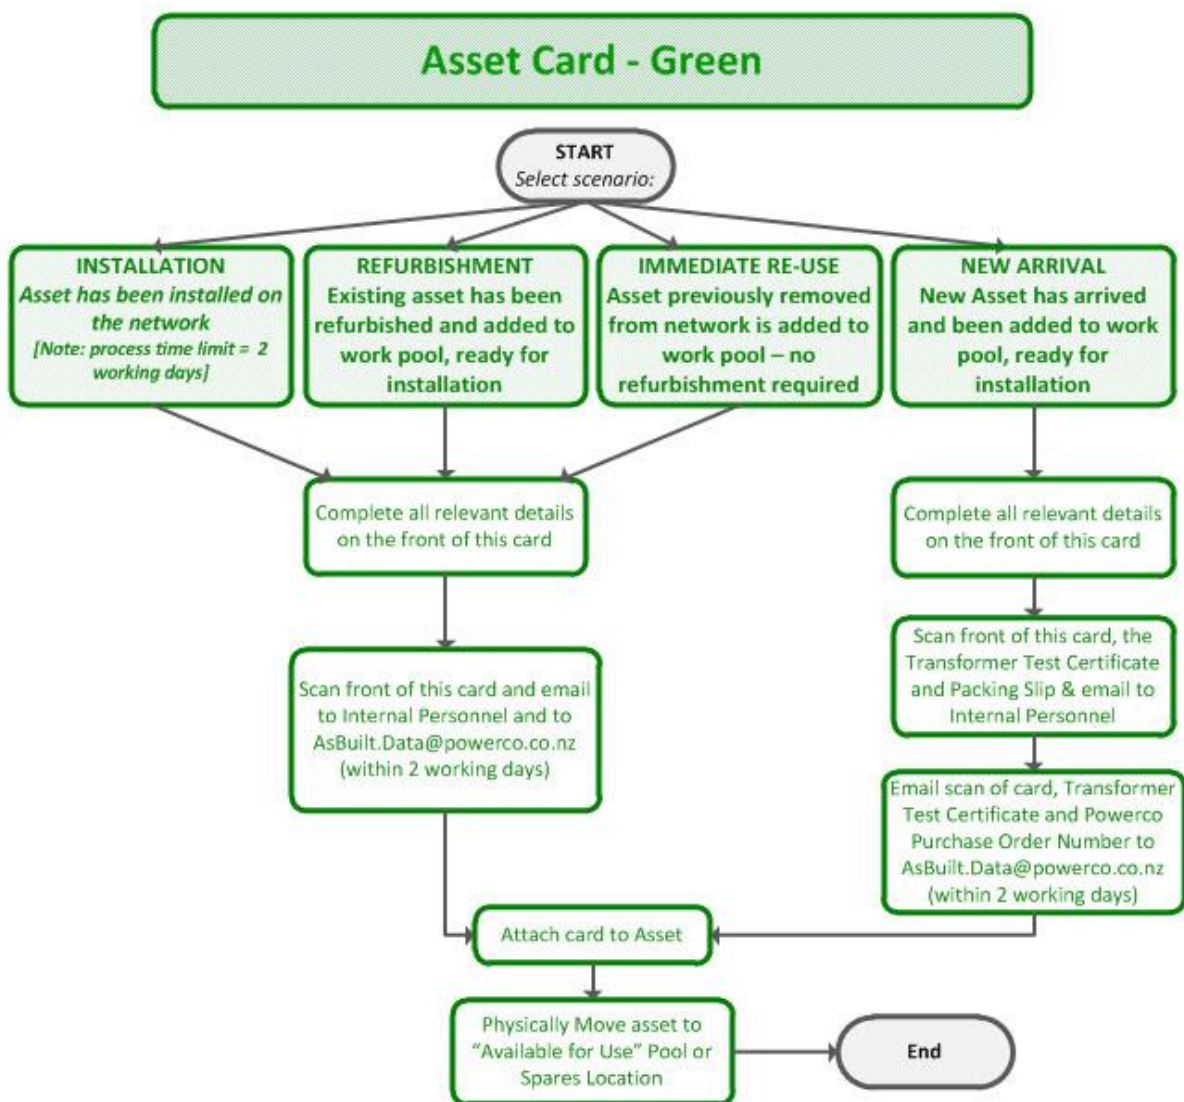 Asset Card - Green
START
Select scenario:
INSTALLATION
Asset has been installed on
the network
[Note: process time limit = 2
working days]
REFURBISHMENT
Existing asset has been
refurbished and added to
work pool, ready for
installation
IMMEDIATE RE-USE
Asset previously removed
from network is added to
work pool – no
refurbishment required
NEW ARRIVAL
New Asset has arrived
and been added to work
pool, ready for
installation
Complete all relevant details
on the front of this card
Complete all relevant details
on the front of this card
Scan front of this card and email
to Internal Personnel and to
AsBuilt.Data@powerco.co.nz
(within 2 working days)
Scan front of this card, the
Transformer Test Certificate
and Packing Slip & email to
Internal Personnel
Email scan of card, Transformer
Test Certificate and Powerco
Purchase Order Number to
AsBuilt.Data@powerco.co.nz
(within 2 working days)
Attach card to Asset
Physically Move asset to
“Available for Use” Pool or
Spares Location
End